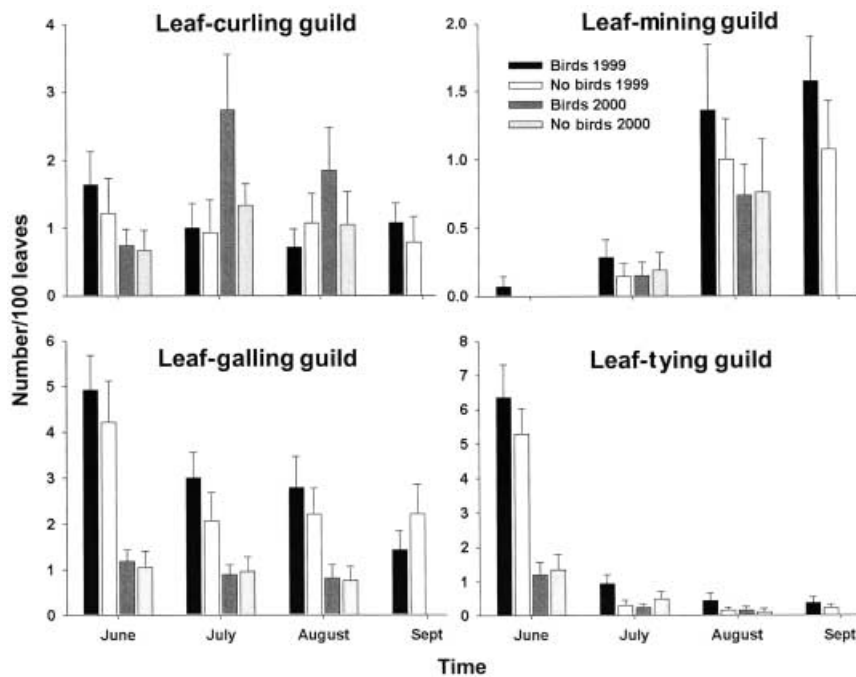 Leaf-curling guild
4
3
2
1
0
Leaf-mining guild
2.0
1.5
1.0
0.5
0.0
Birds 1999
No birds 1999
Birds 2000
No birds 2000
Number/100 leaves
Leaf-galling guild
6
5
4
3
2
1
0
June July August Sept
Leaf-tying guild
8
7
6
5
4
3
2
1
0
June July August Sept
Time